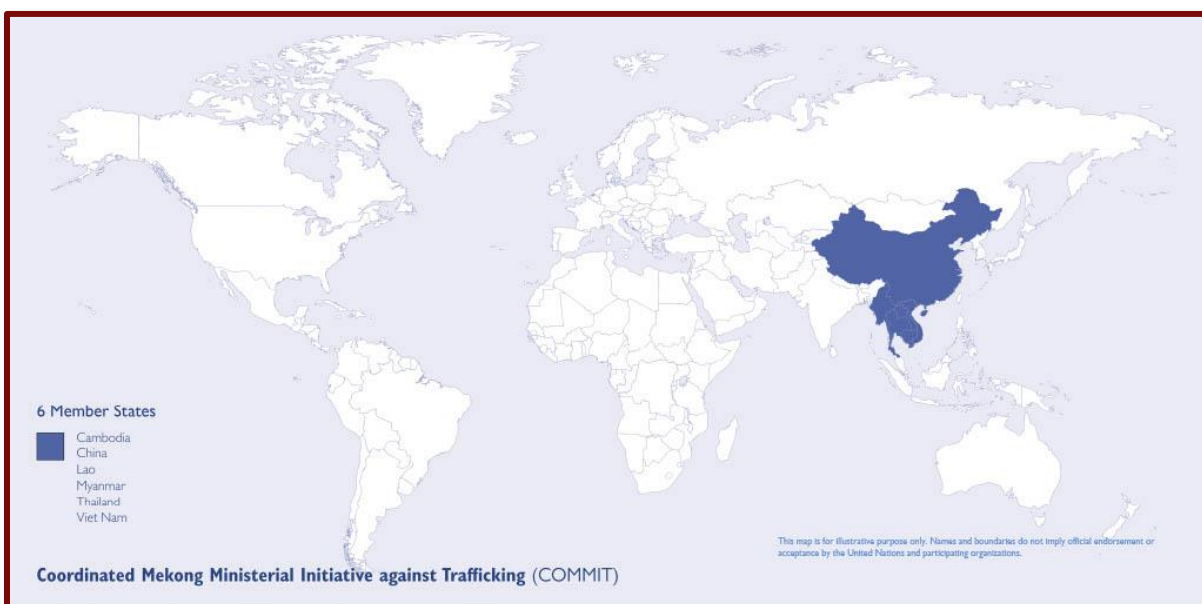 6 Member States
Cambodia
China
Lao
Myanmar
Thailand
Viet Nam
This map is for illustrative purpose only. Names and boundaries do not imply official endorsement or
acceptance by the United Nations and participating organizations.
Coordinated Mekong Ministerial Initiative against Trafficking (COMMIT)